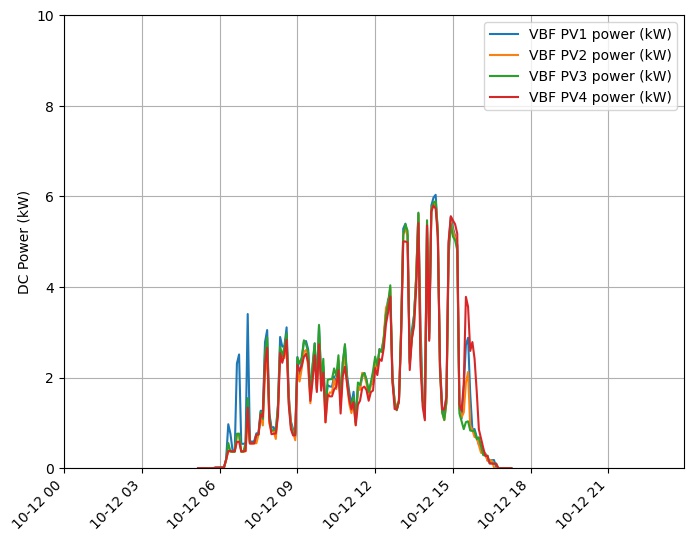 10
8
6
4
2
0
DC Power (kW)
VBF PV1 power (kW)
VBF PV2 power (kW)
VBF PV3 power (kW)
VBF PV4 power (kW)
10-12 00
10-12 03
10-12 06
10-12 09
10-12 12
10-12 15
10-12 18
10-12 21